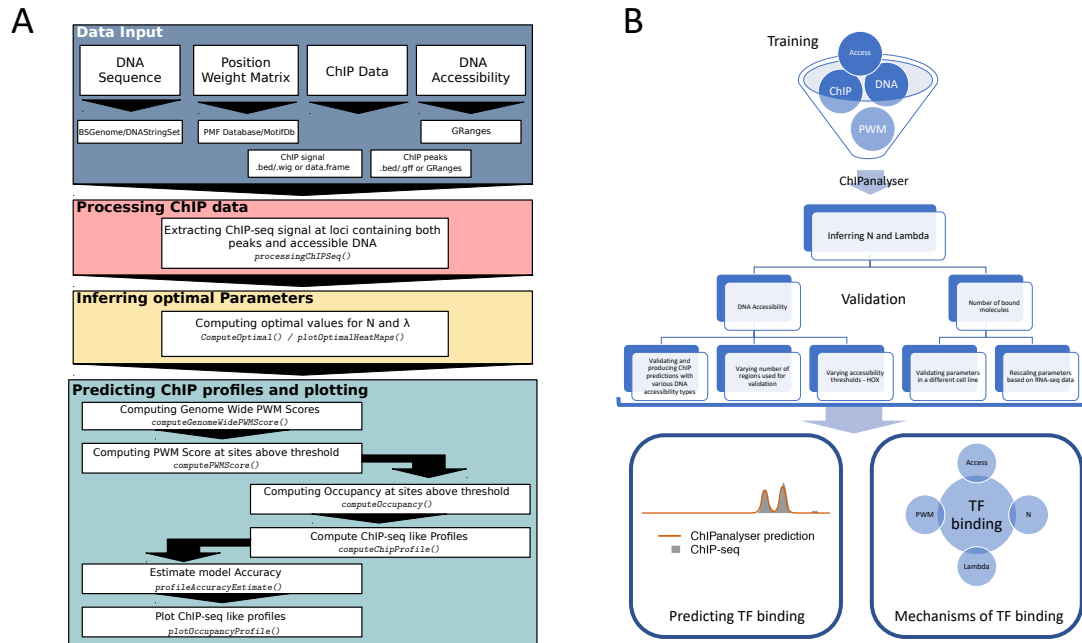 A
Data Input
DNA
Sequence
Position
Weight Matrix
ChIP Data
DNA
Accessibility
BSGenome/DNAStringSet
PMF Database/MotifDb
GRanges
ChIP signal
.bed/.wig or data.frame
ChIP peaks
.bed/.gff or GRanges
Processing ChIP data
Extracting ChIP-seq signal at loci containing both
peaks and accessible DNA
processingChIPSeq()
Inferring optimal Parameters
Computing optimal values for N and λ
ComputeOptimal() / plotOptimalHeatMaps()
Predicting ChIP profiles and plotting
Computing Genome Wide PWM Scores
computeGenomeWidePWMScore()
Computing PWM Score at sites above threshold
computePWMScore()
Computing Occupancy at sites above threshold
computeOccupancy()
Compute ChIP-seq like Profiles
computeChipProfile()
Estimate model Accuracy
profileAccuracyEstimate()
Plot ChIP-seq like profiles
plotOccupancyProfile()
B
Training
Access
ChIP
DNA
PWM
ChIPanalyser
Inferring N and Lambda
Validation
DNA Accessibility
Number of bound
molecules
Validating and
producing ChIP
predictions with
various DNA
accessibility types
Varying number of
regions used for
validation
Varying accessibility
thresholds - HOX
Validating parameters
in a different cell line
Rescaling parameters
based on RNA-seq data
ChIPanalyser prediction
ChIP-seq
Predicting TF binding
Access
PWM
TF
binding
N
Lambda
Mechanisms of TF binding